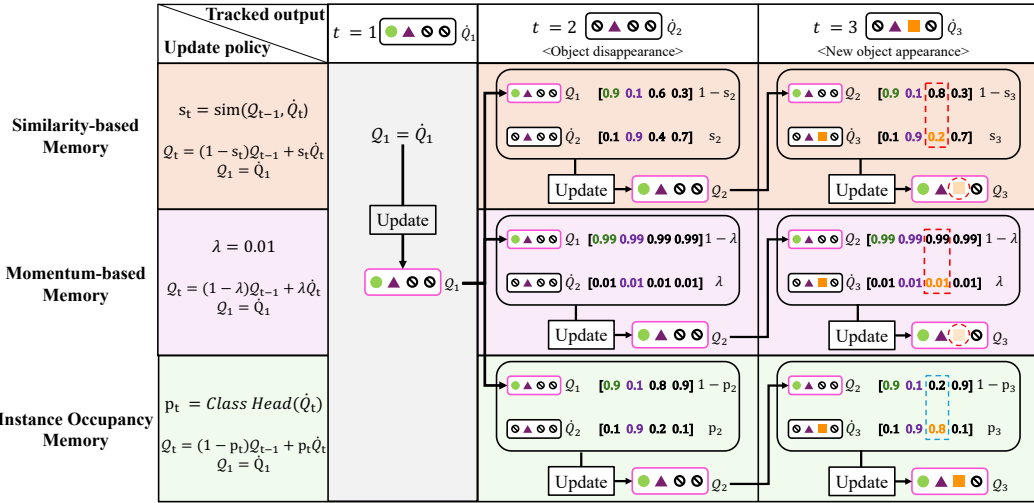 Tracked output
Update policy
t = 1 Q̇₁
t = 2 Q̇₂
<Object disappearance>
t = 3 Q̇₃
<New object appearance>
Similarity-based
Memory
sₜ = sim(Qₜ₋₁, Q̇ₜ)
Qₜ = (1 − sₜ)Qₜ₋₁ + sₜQ̇ₜ
Q₁ = Q̇₁
Q₁ = Q̇₁
Update
Q₁
Q₁ [0.9 0.1 0.6 0.3] 1 − s₂
Q̇₂ [0.1 0.9 0.4 0.7] s₂
Update Q₂
Q₂ [0.9 0.1 0.8 0.3] 1 − s₃
Q̇₃ [0.1 0.9 0.2 0.7] s₃
Update Q₃
Momentum-based
Memory
λ = 0.01
Qₜ = (1 − λ)Qₜ₋₁ + λQ̇ₜ
Q₁ = Q̇₁
Q₁ [0.99 0.99 0.99 0.99] 1 − λ
Q̇₂ [0.01 0.01 0.01 0.01] λ
Update Q₂
Q₂ [0.99 0.99 0.99 0.99] 1 − λ
Q̇₃ [0.01 0.01 0.01 0.01] λ
Update Q₃
Instance Occupancy
Memory
pₜ = Class Head(Q̇ₜ)
Qₜ = (1 − pₜ)Qₜ₋₁ + pₜQ̇ₜ
Q₁ = Q̇₁
Q₁ [0.9 0.1 0.8 0.9] 1 − p₂
Q̇₂ [0.1 0.9 0.2 0.1] p₂
Update Q₂
Q₂ [0.9 0.1 0.2 0.9] 1 − p₃
Q̇₃ [0.1 0.9 0.8 0.1] p₃
Update Q₃